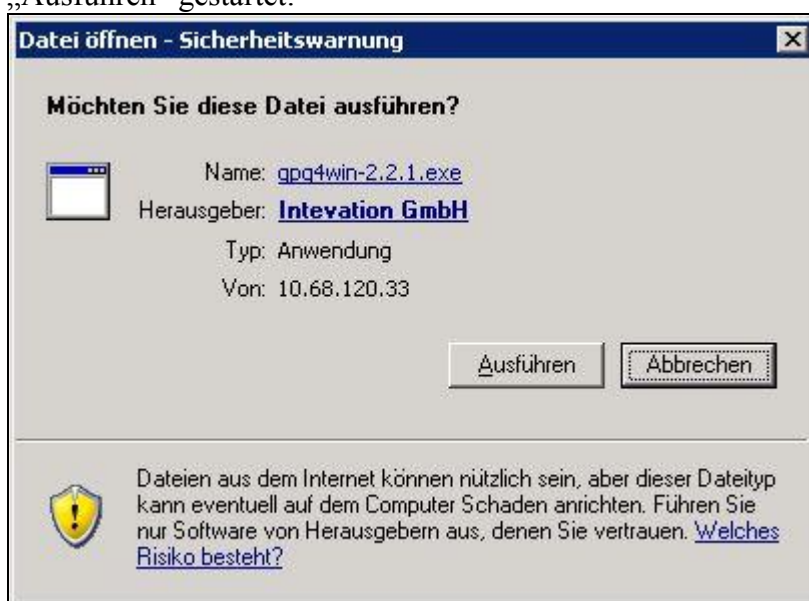 „Ausführen“ gestartet:
Datei öffnen - Sicherheitswarnung
Möchten Sie diese Datei ausführen?
Name: gpg4win-2.2.1.exe
Herausgeber: Intevation GmbH
Typ: Anwendung
Von: 10.68.120.33
Ausführen Abbrechen
Dateien aus dem Internet können nützlich sein, aber dieser Dateityp
kann eventuell auf dem Computer Schaden anrichten. Führen Sie
nur Software von Herausgebern aus, denen Sie vertrauen. Welches
Risiko besteht?